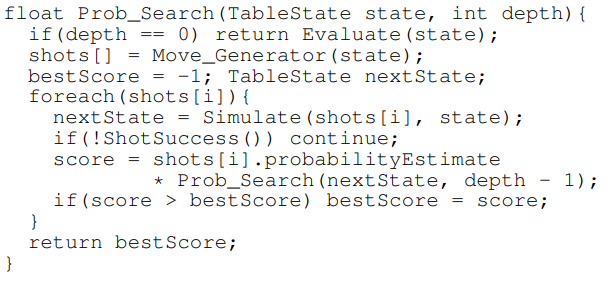 float Prob_Search(TableState state, int depth){
  if(depth == 0) return Evaluate(state);
  shots[] = Move_Generator(state);
  bestScore = -1; TableState nextState;
  foreach(shots[i]){
    nextState = Simulate(shots[i], state);
    if(!ShotSuccess()) continue;
    score = shots[i].probabilityEstimate
            * Prob_Search(nextState, depth - 1);
    if(score > bestScore) bestScore = score;
  }
  return bestScore;
}